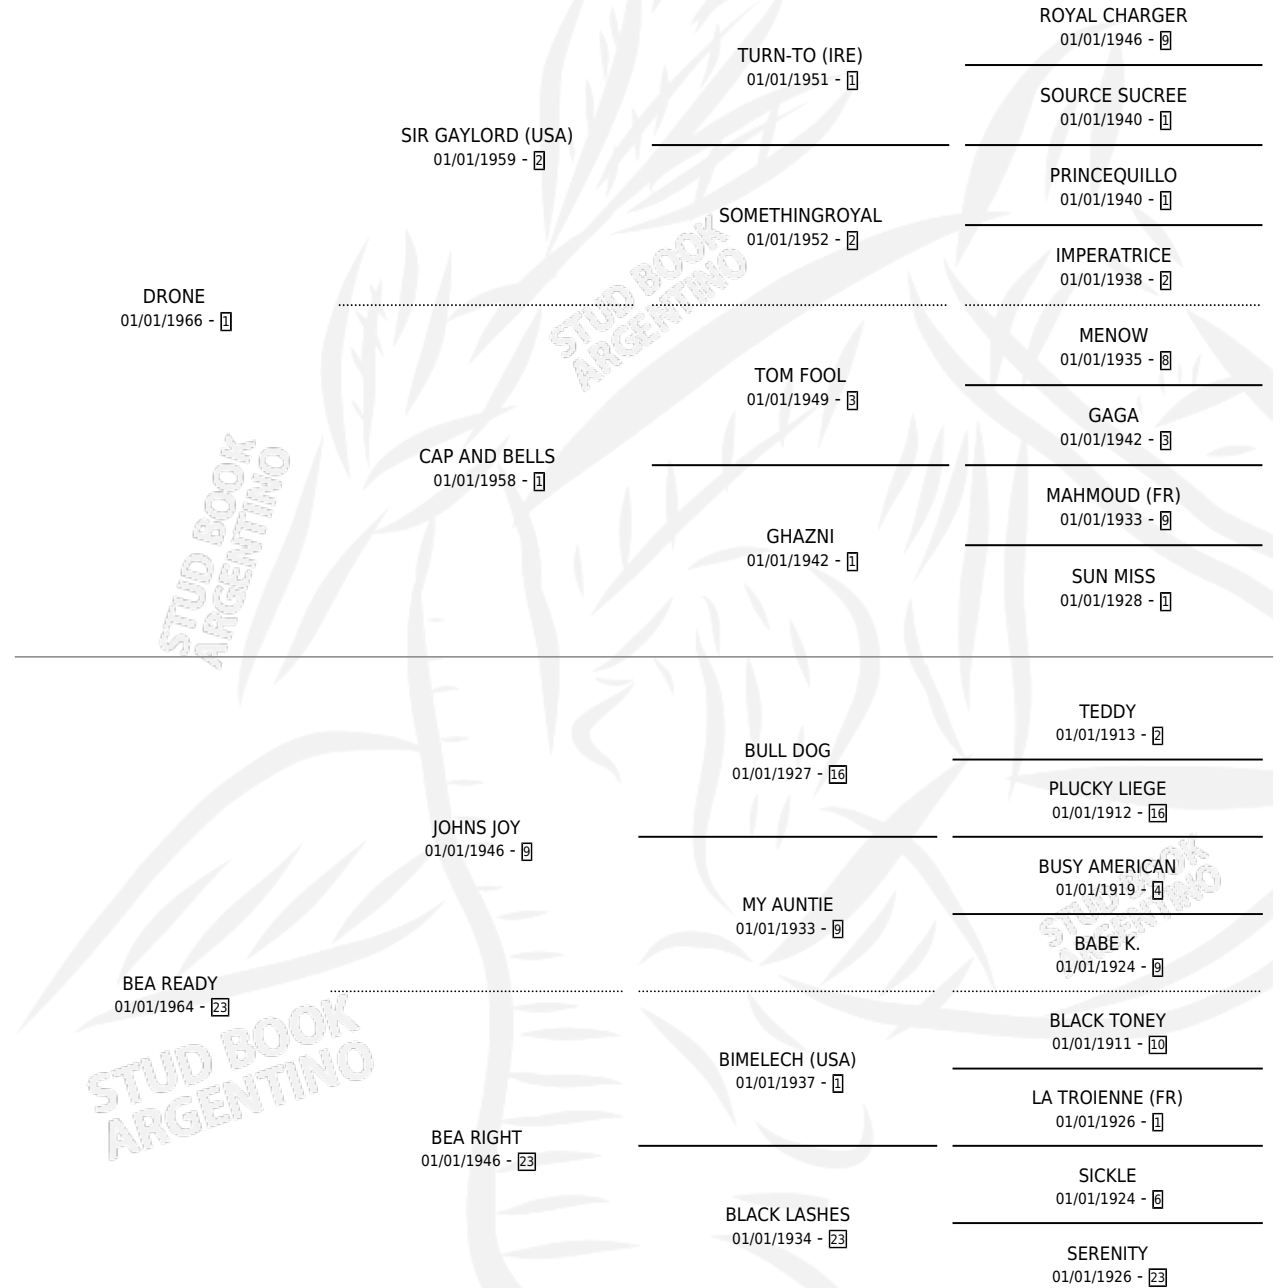 ROYAL CHARGER
01/01/1946 - 9
TURN-TO (IRE)
01/01/1951 - 1
SOURCE SUCREE
01/01/1940 - 1
SIR GAYLORD (USA)
01/01/1959 - 2
PRINCEQUILLO
01/01/1940 - 1
SOMETHINGROYAL
01/01/1952 - 2
IMPERATRICE
01/01/1938 - 2
DRONE
01/01/1966 - 1
STUD BOOK
ARGENTINO
MENOW
01/01/1935 - 8
TOM FOOL
01/01/1949 - 3
GAGA
01/01/1942 - 3
CAP AND BELLS
01/01/1958 - 1
MAHMOUD (FR)
01/01/1933 - 9
GHAZNI
01/01/1942 - 1
SUN MISS
01/01/1928 - 1
STUD BOOK
ARGENTINO
TEDDY
01/01/1913 - 2
BULL DOG
01/01/1927 - 16
PLUCKY LIEGE
01/01/1912 - 16
JOHNS JOY
01/01/1946 - 9
BUSY AMERICAN
01/01/1919 - 4
MY AUNTIE
01/01/1933 - 9
BABE K.
01/01/1924 - 9
STUD BOOK
ARGENTINO
BEA READY
01/01/1964 - 23
BLACK TONEY
01/01/1911 - 10
BIMELECH (USA)
01/01/1937 - 1
LA TROIENNE (FR)
01/01/1926 - 1
STUD BOOK
ARGENTINO
BEA RIGHT
01/01/1946 - 23
SICKLE
01/01/1924 - 6
BLACK LASHES
01/01/1934 - 23
SERENITY
01/01/1926 - 23